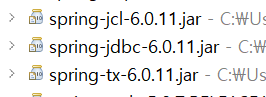 spring-jcl-6.0.11.jar - C:₩Us
spring-jdbc-6.0.11.jar - C:₩U
spring-tx-6.0.11.jar - C:₩Use